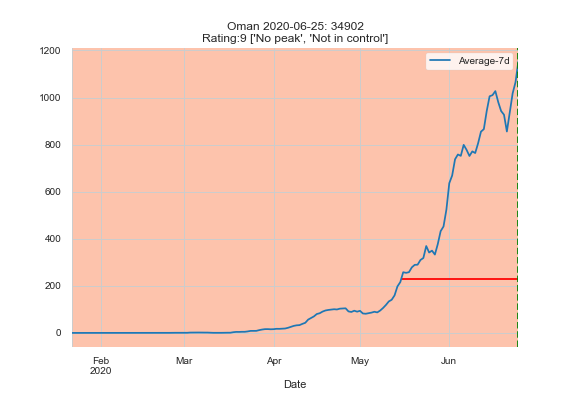 Oman 2020-06-25: 34902
Rating:9 ['No peak', 'Not in control']
Average-7d
1200
1000
800
600
400
200
0
Feb
2020
Mar
Apr
May
Jun
Date